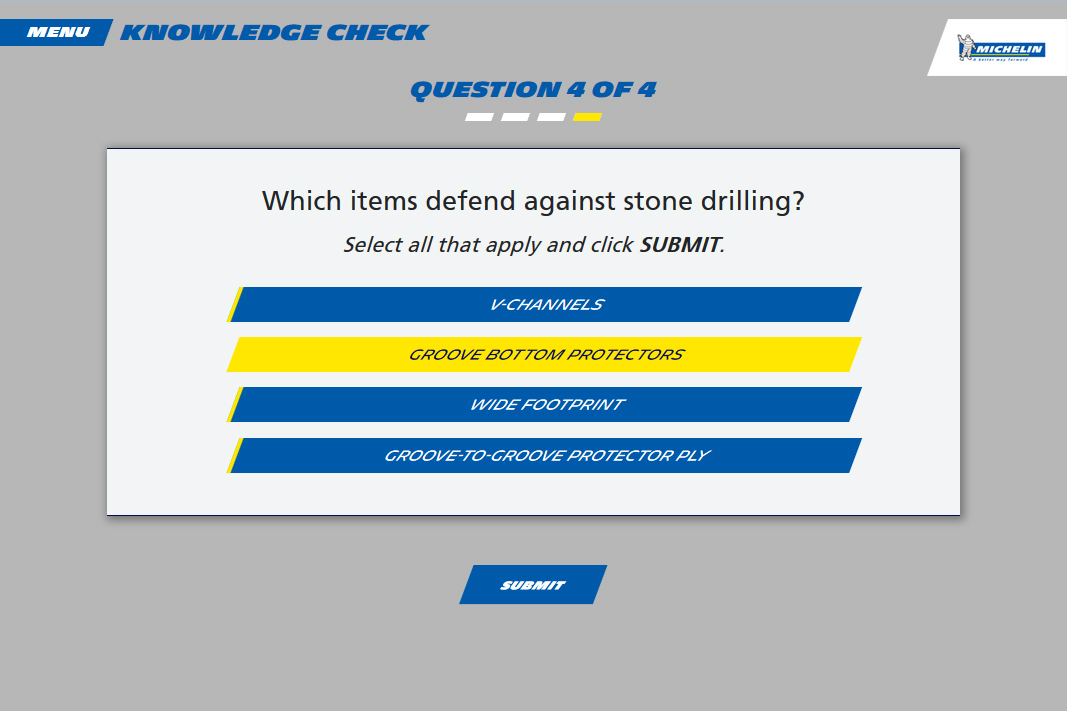 MENU
KNOWLEDGE CHECK
MICHELIN
A better way forward
QUESTION 4 OF 4
Which items defend against stone drilling?
Select all that apply and click SUBMIT.
V-CHANNELS
GROOVE BOTTOM PROTECTORS
WIDE FOOTPRINT
GROOVE-TO-GROOVE PROTECTOR PLY
SUBMIT